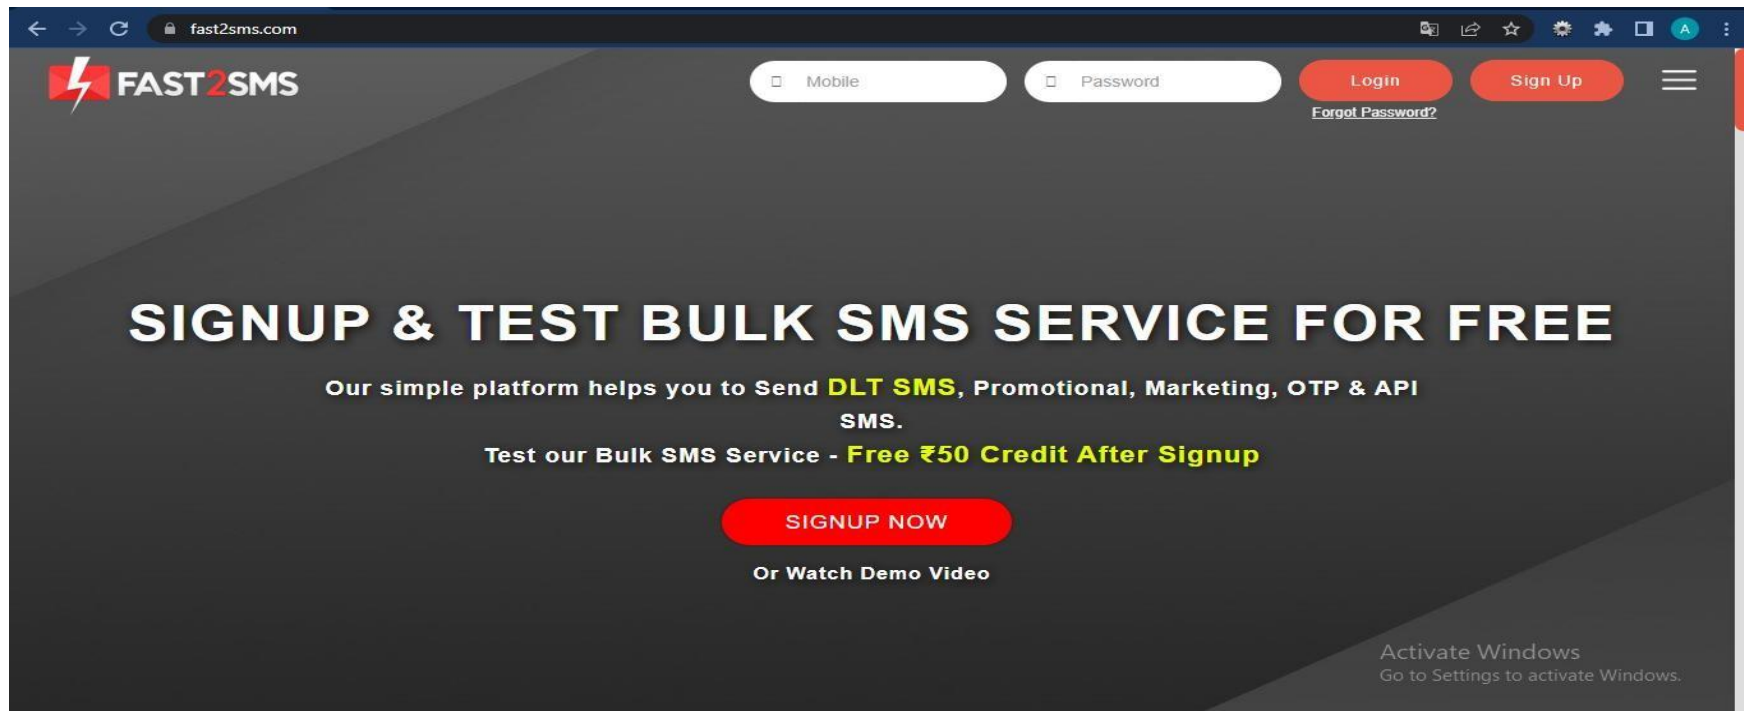 fast2sms.com
A
FAST2SMS
Mobile
Password
Login
Sign Up
Forgot Password?
SIGNUP & TEST BULK SMS SERVICE FOR FREE
Our simple platform helps you to Send DLT SMS, Promotional, Marketing, OTP & API
SMS.
Test our Bulk SMS Service - Free ₹50 Credit After Signup
SIGNUP NOW
Or Watch Demo Video
Activate Windows
Go to Settings to activate Windows.